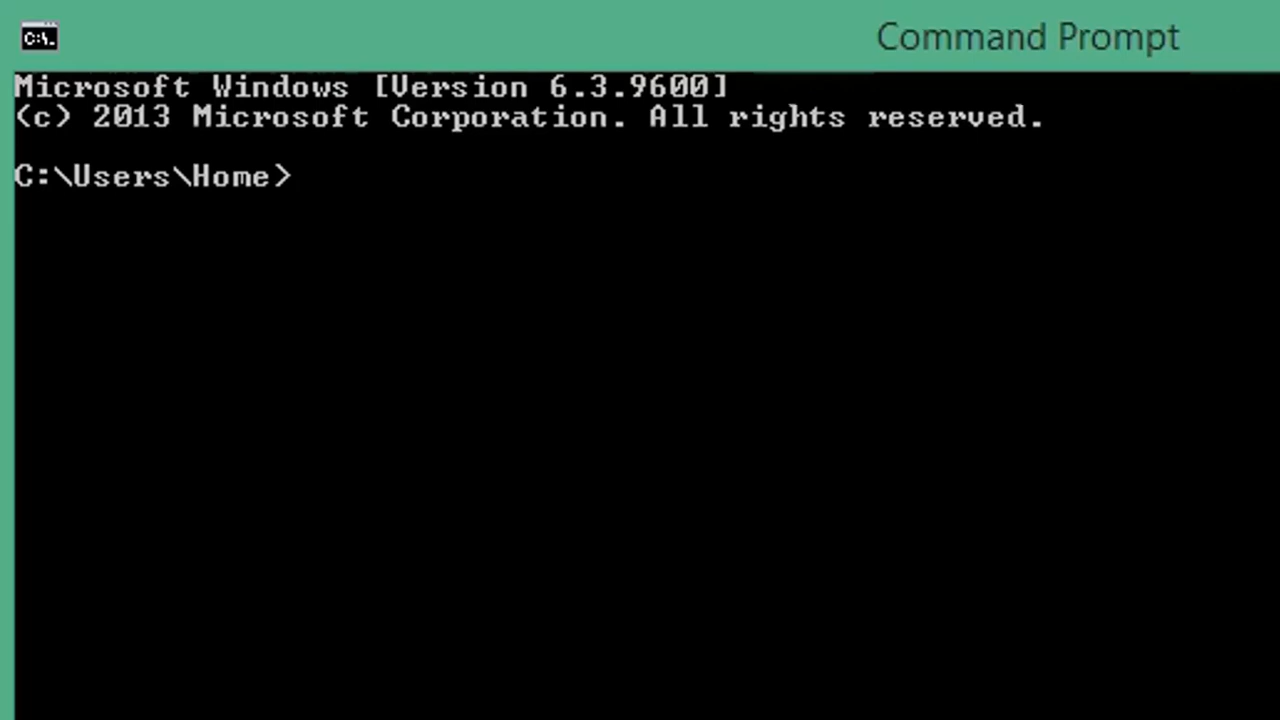 C:\.
Command Prompt
Microsoft Windows [Version 6.3.9600]
(c) 2013 Microsoft Corporation. All rights reserved.
C:\Users\Home>